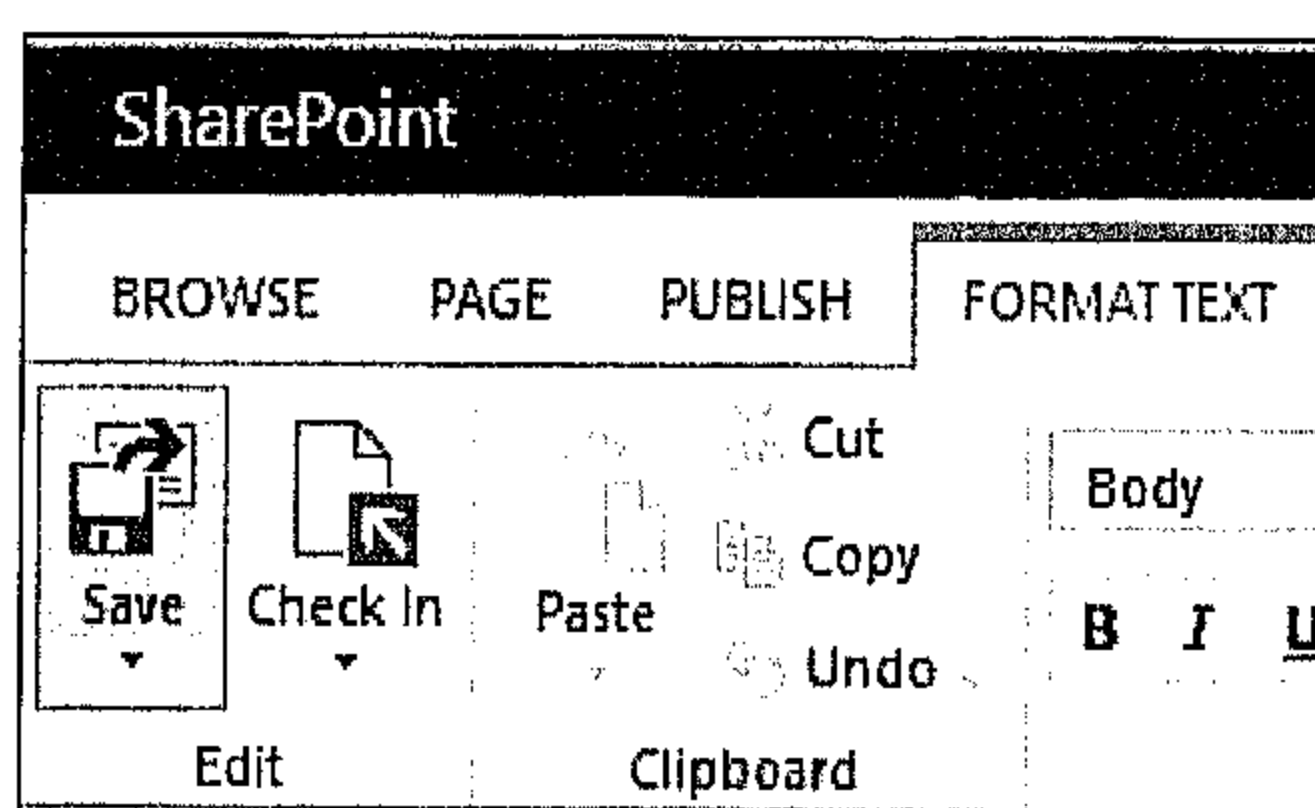 SharePoint
BROWSE PAGE PUBLISH FORMAT TEXT
Cut
Body
Copy
Save Check In Paste
B I U
Undo
Edit Clipboard